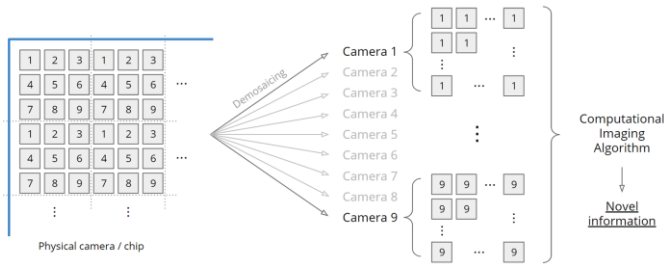 1 2 3 1 2 3
4 5 6 4 5 6 ...
7 8 9 7 8 9
1 2 3 1 2 3
4 5 6 4 5 6 ...
7 8 9 7 8 9
Physical camera / chip
Demosaicing
Camera 1
Camera 2
Camera 3
Camera 4
Camera 5
Camera 6
Camera 7
Camera 8
Camera 9
1 1 ... 1
1 1
1 ... 1
9 9 ... 9
9 9
9 ... 9
Computational
Imaging
Algorithm
Novel
information